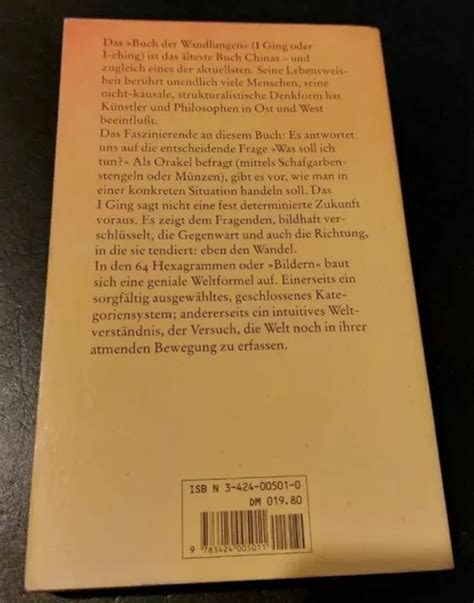 Das »Buch der Wandlungen« (I Ging oder
I-ching) ist das älteste Buch Chinas – und
zugleich eines der aktuellsten. Seine Lebensweis-
heit berührt unendlich viele Menschen, seine
nicht-kausale, strukturalistische Denkform hat
Künstler und Philosophen in Ost und West
beeinflußt.
Das Faszinierende an diesem Buch: Es antwortet
uns auf die entscheidende Frage »Was soll ich
tun?« Als Orakel befragt (mittels Schafgarben-
stengeln oder Münzen), gibt es vor, wie man in
einer konkreten Situation handeln soll. Das
I Ging sagt nicht eine fest determinierte Zukunft
voraus. Es zeigt dem Fragenden, bildhaft ver-
schlüsselt, die Gegenwart und auch die Richtung,
in die sie tendiert: eben den Wandel.
In den 64 Hexagrammen oder »Bildern« baut
sich eine geniale Weltformel auf. Einerseits ein
sorgfältig ausgewähltes, geschlossenes Kate-
goriensystem; andererseits ein intuitives Welt-
verständnis, der Versuch, die Welt noch in ihrer
atmenden Bewegung zu erfassen.
ISB N 3-424-00501-0
DM 019.80
9 783424 005011